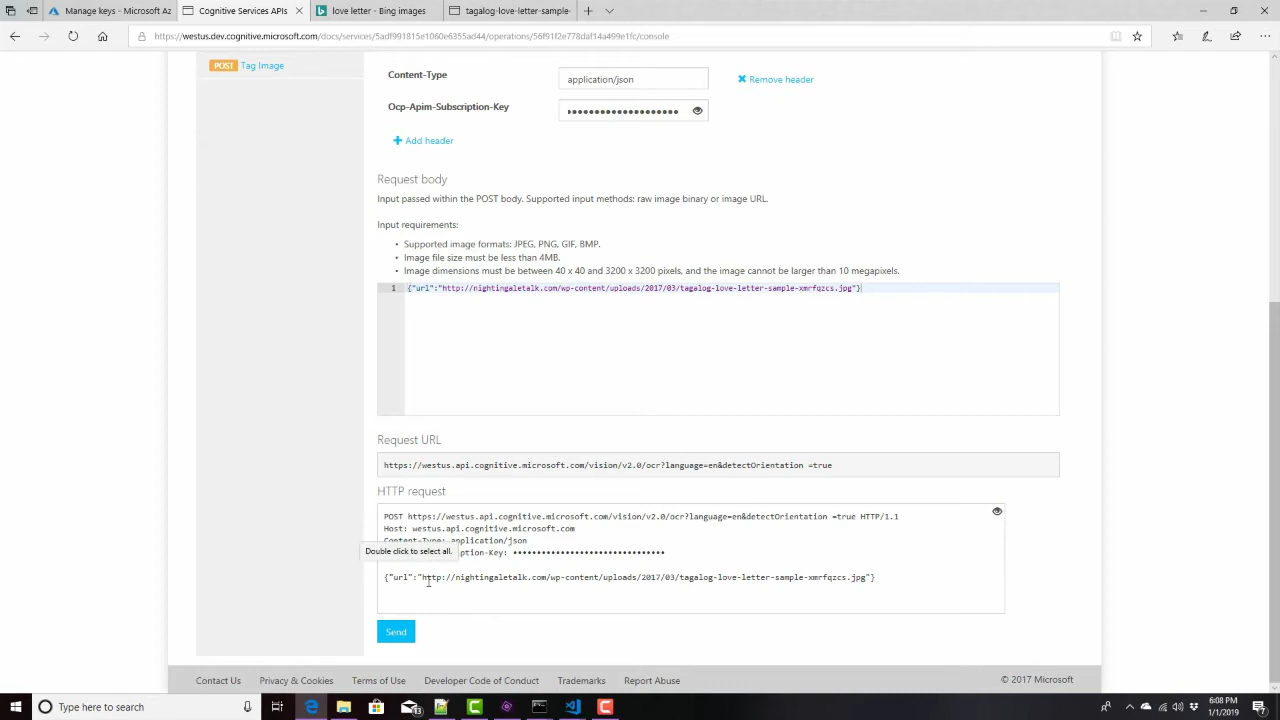 Manage keys - Microsoft Az
Cognitive Services APIs
love letter - Bing images
tagalog-love-letter-sample-
https://westus.dev.cognitive.microsoft.com/docs/services/5adf991815e1060e6355ad44/operations/56f91f2e778daf14a499e1fc/console
POST Tag Image
Content-Type
application/json
Remove header
Ocp-Apim-Subscription-Key
Add header
Request body
Input passed within the POST body. Supported input methods: raw image binary or image URL.
Input requirements:
• Supported image formats: JPEG, PNG, GIF, BMP.
• Image file size must be less than 4MB.
• Image dimensions must be between 40 x 40 and 3200 x 3200 pixels, and the image cannot be larger than 10 megapixels.
1 {"url":"http://nightingaletalk.com/wp-content/uploads/2017/03/tagalog-love-letter-sample-xmrfqzcs.jpg"}
Request URL
https://westus.api.cognitive.microsoft.com/vision/v2.0/ocr?language=en&detectOrientation =true
HTTP request
POST https://westus.api.cognitive.microsoft.com/vision/v2.0/ocr?language=en&detectOrientation =true HTTP/1.1
Host: westus.api.cognitive.microsoft.com
Content-Type: application/json
Double click to select all.
ption-Key: ••••••••••••••••••••••••••••••••
{"url":"http://nightingaletalk.com/wp-content/uploads/2017/03/tagalog-love-letter-sample-xmrfqzcs.jpg"}
Send
Contact Us
Privacy & Cookies
Terms of Use
Developer Code of Conduct
Trademarks
Report Abuse
© 2017 Microsoft
Type here to search
6:08 PM
1/1/2019